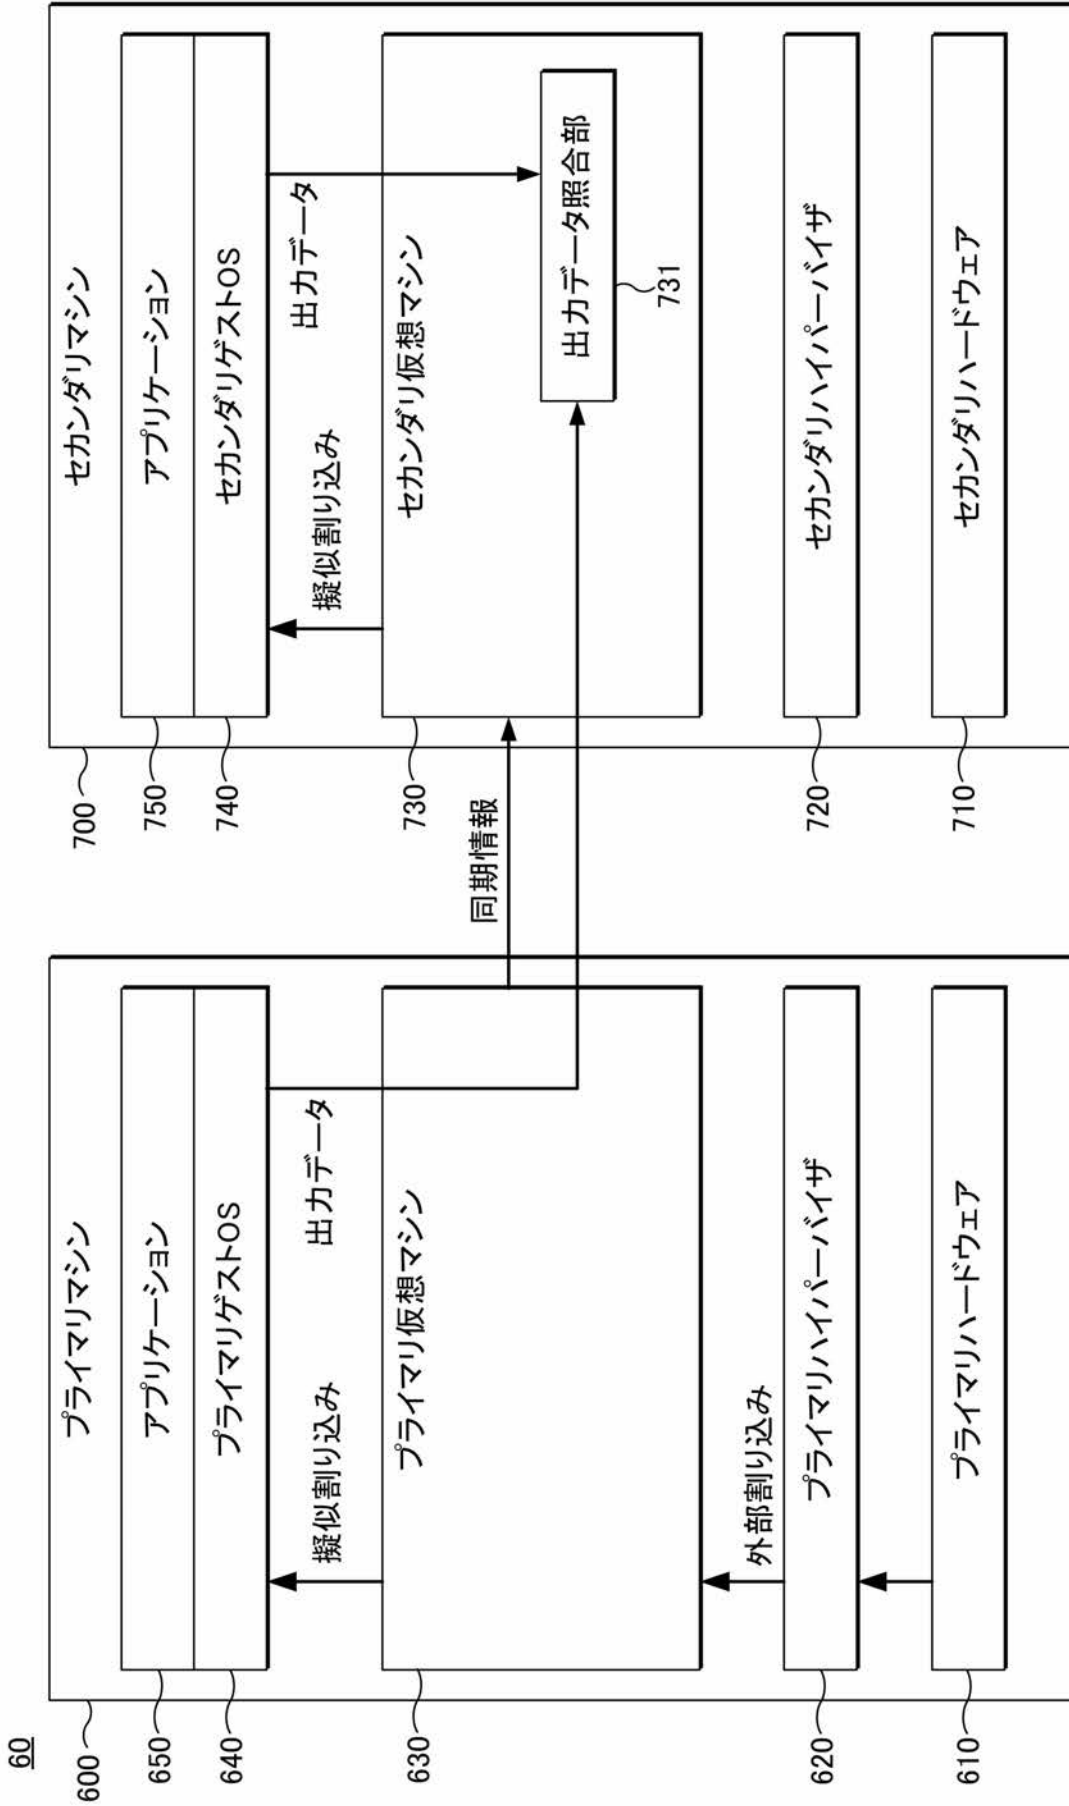 60
プライマリマシン
600
アプリケーション
650
プライマリゲストOS
640
擬似割り込み
出力データ
プライマリ仮想マシン
630
外部割り込み
プライマリハイパーバイザ
620
プライマリハードウェア
610
同期情報
セカンダリマシン
700
アプリケーション
750
セカンダリゲストOS
740
擬似割り込み
出力データ
セカンダリ仮想マシン
730
出力データ照合部
731
セカンダリハイパーバイザ
720
セカンダリハードウェア
710